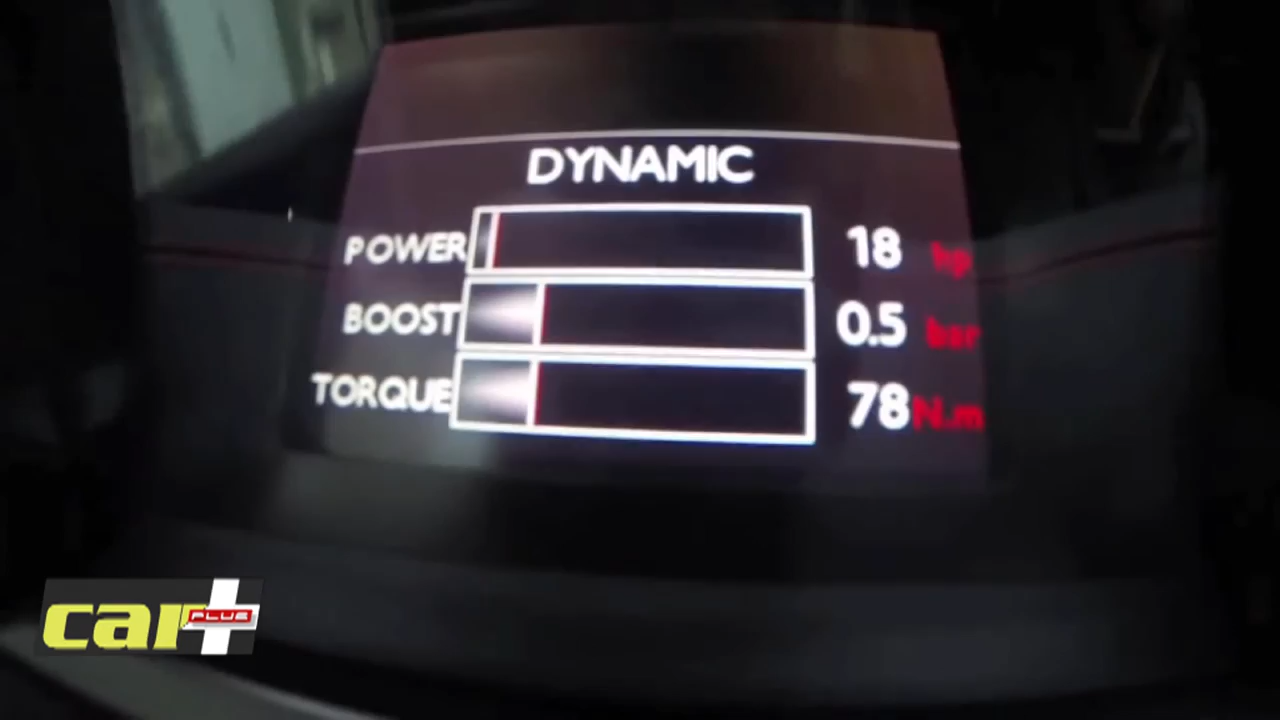 DYNAMIC
POWER 18 hp
BOOST 0.5 bar
TORQUE 78 N.m
car PLUS